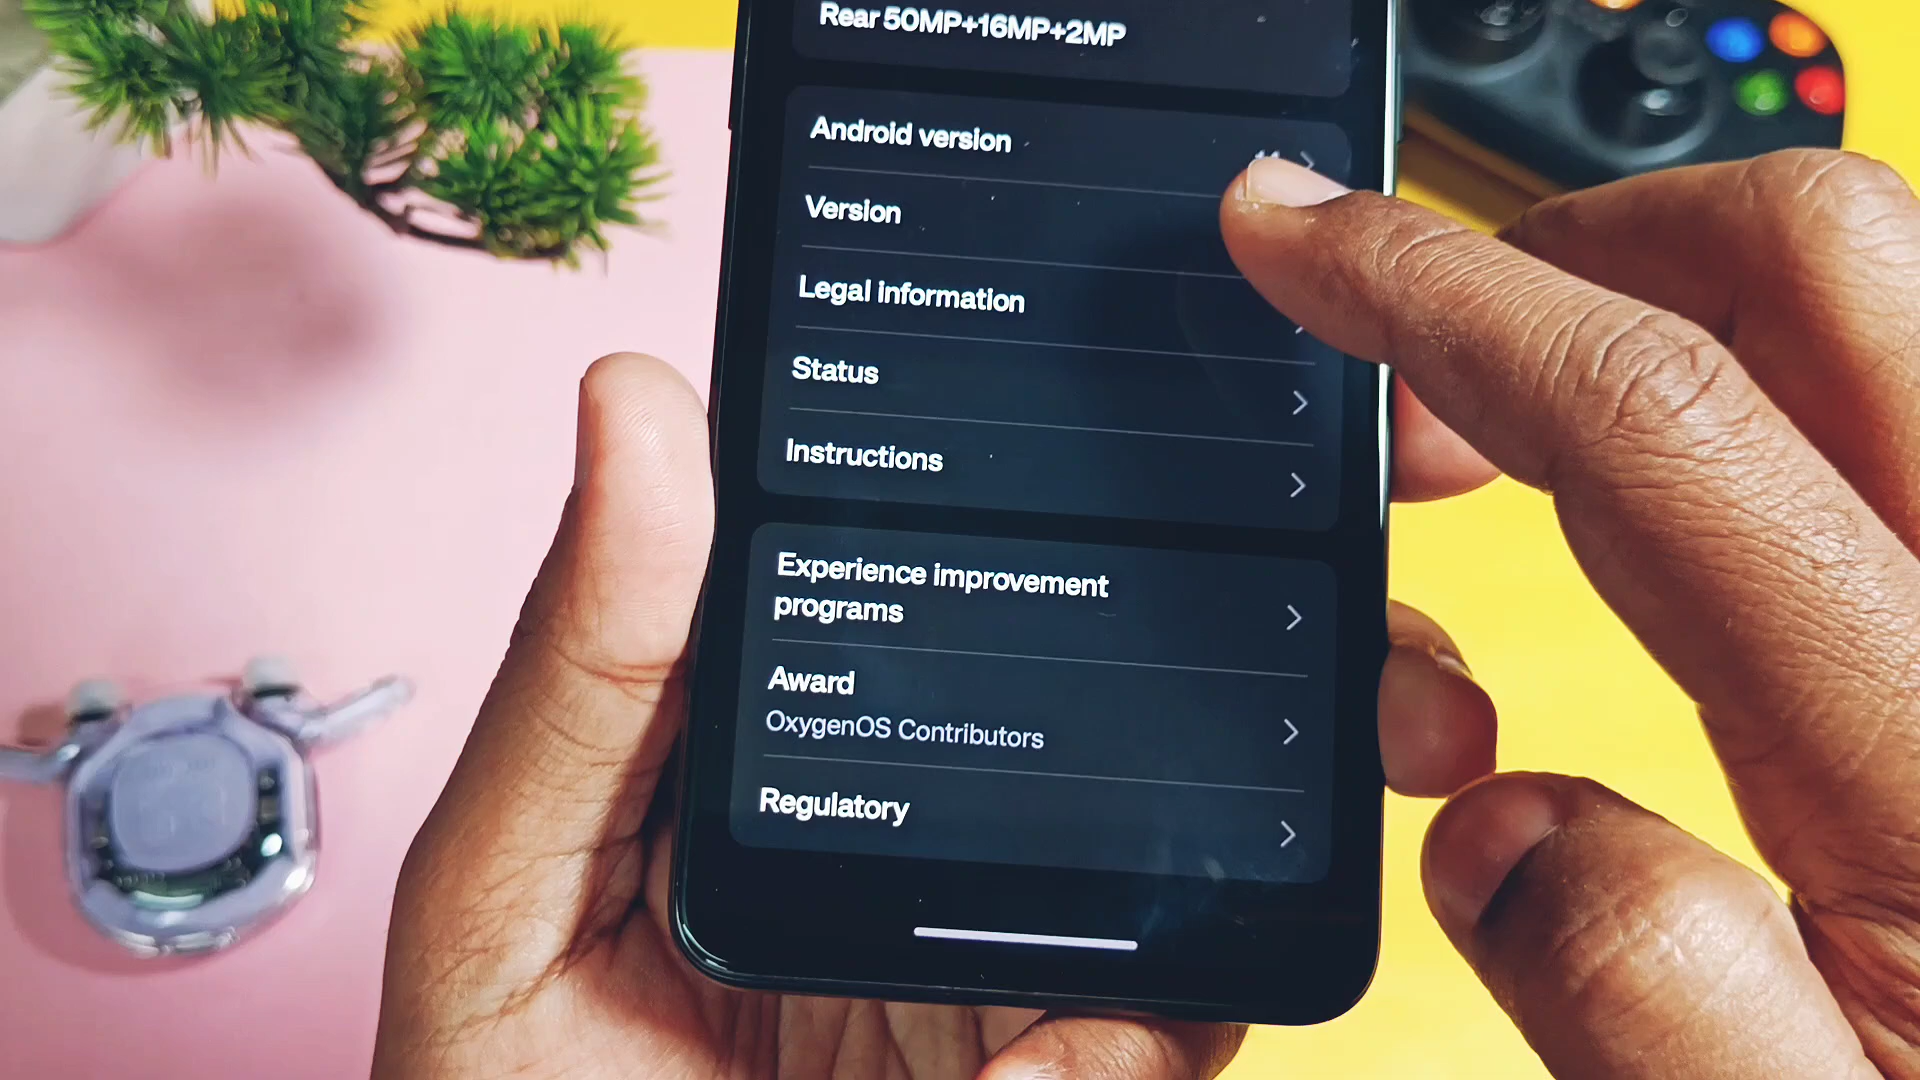 Rear 50MP+16MP+2MP
Android version
Version
Legal information
Status
Instructions
Experience improvement
programs
Award
OxygenOS Contributors
Regulatory